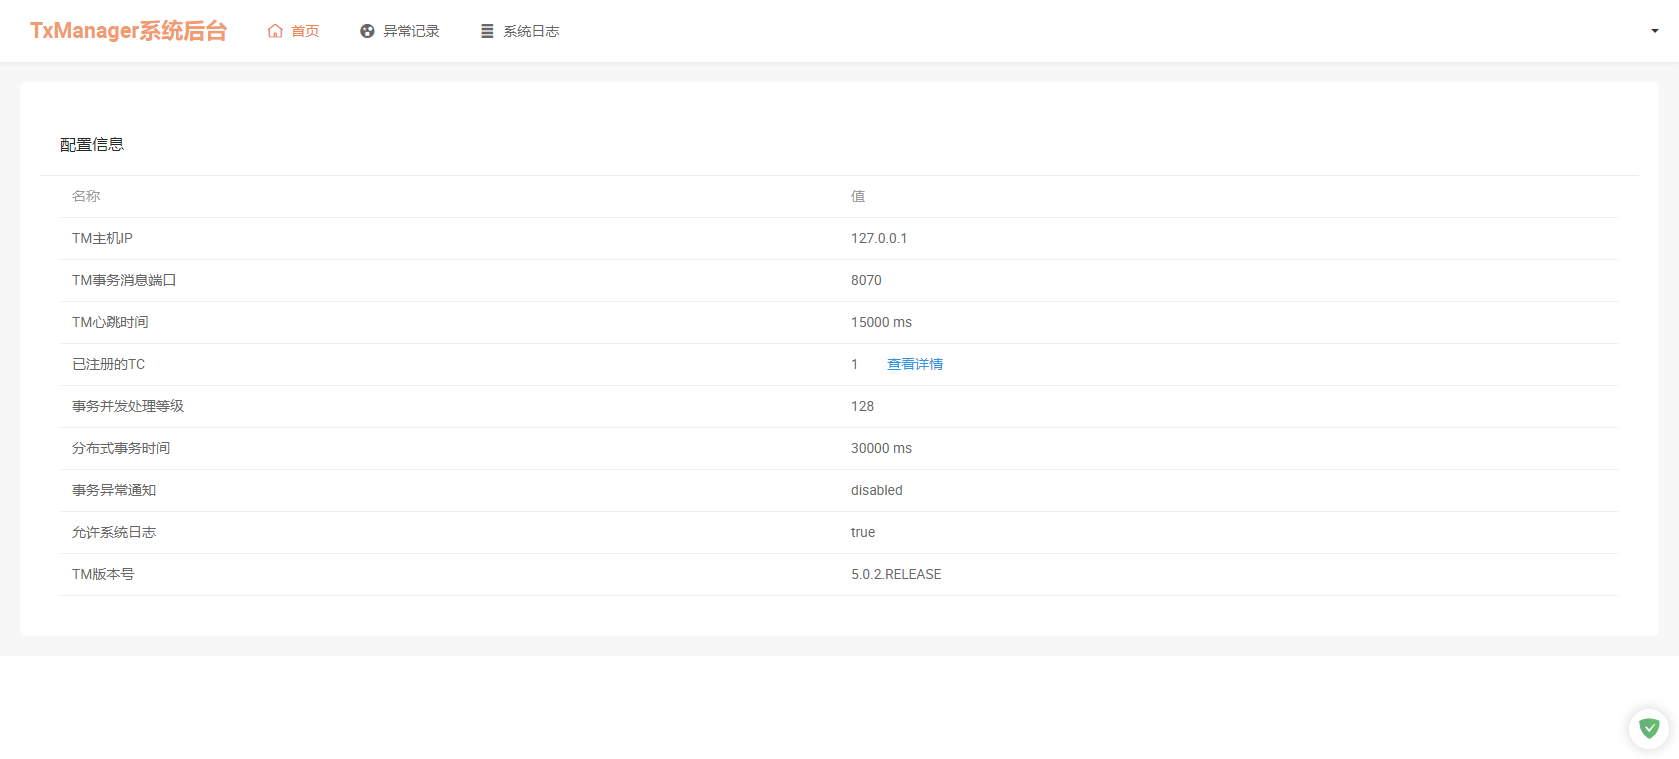 TxManager系统后台 首页 异常记录 系统日志
配置信息
名称 值
TM主机IP 127.0.0.1
TM事务消息端口 8070
TM心跳时间 15000 ms
已注册的TC 1 查看详情
事务并发处理等级 128
分布式事务时间 30000 ms
事务异常通知 disabled
允许系统日志 true
TM版本号 5.0.2.RELEASE